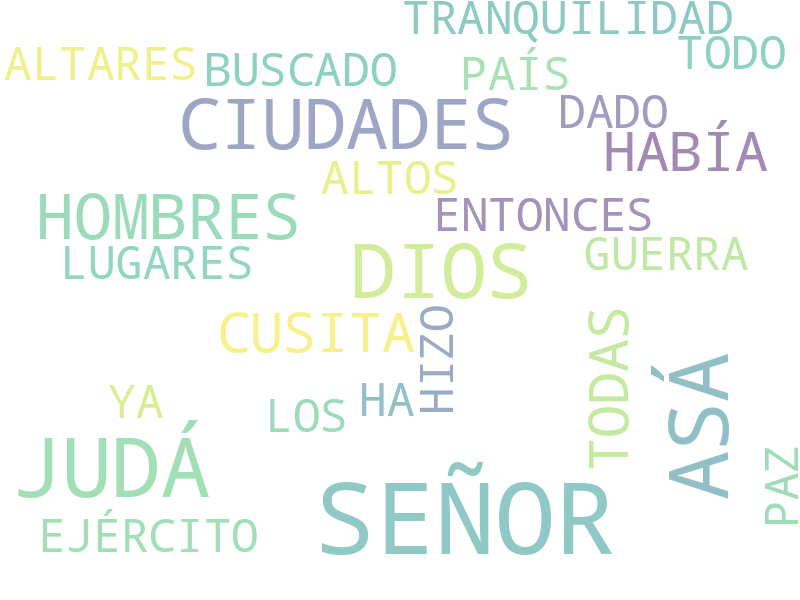 TRANQUILIDAD
ALTARES
BUSCADO
PAÍS
TODO
CIUDADES
DADO
HABÍA
ALTOS
HOMBRES
ENTONCES
LUGARES
DIOS
GUERRA
CUSITA
HIZO
TODAS
ASÁ
YA
LOS
HA
JUDÁ
SEÑOR
PAZ
EJÉRCITO